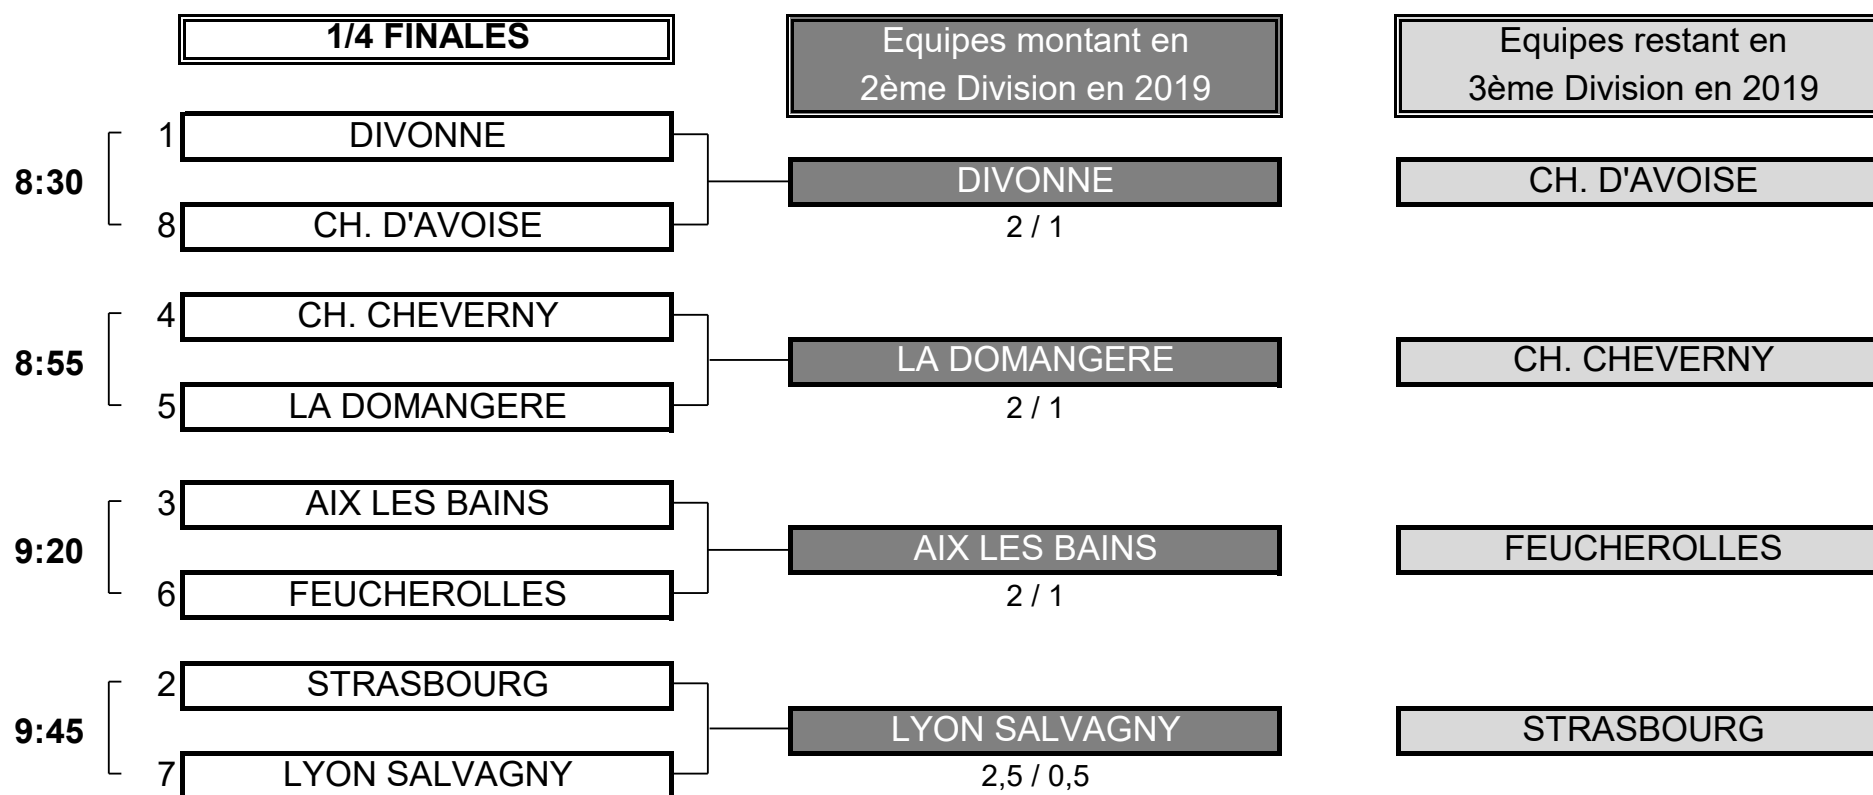 1/4 FINALES
Equipes montant en
2ème Division en 2019
Equipes restant en
3ème Division en 2019
8:30
1 DIVONNE
8 CH. D'AVOISE
DIVONNE
2 / 1
CH. D'AVOISE
8:55
4 CH. CHEVERNY
5 LA DOMANGERE
LA DOMANGERE
2 / 1
CH. CHEVERNY
9:20
3 AIX LES BAINS
6 FEUCHEROLLES
AIX LES BAINS
2 / 1
FEUCHEROLLES
9:45
2 STRASBOURG
7 LYON SALVAGNY
LYON SALVAGNY
2,5 / 0,5
STRASBOURG